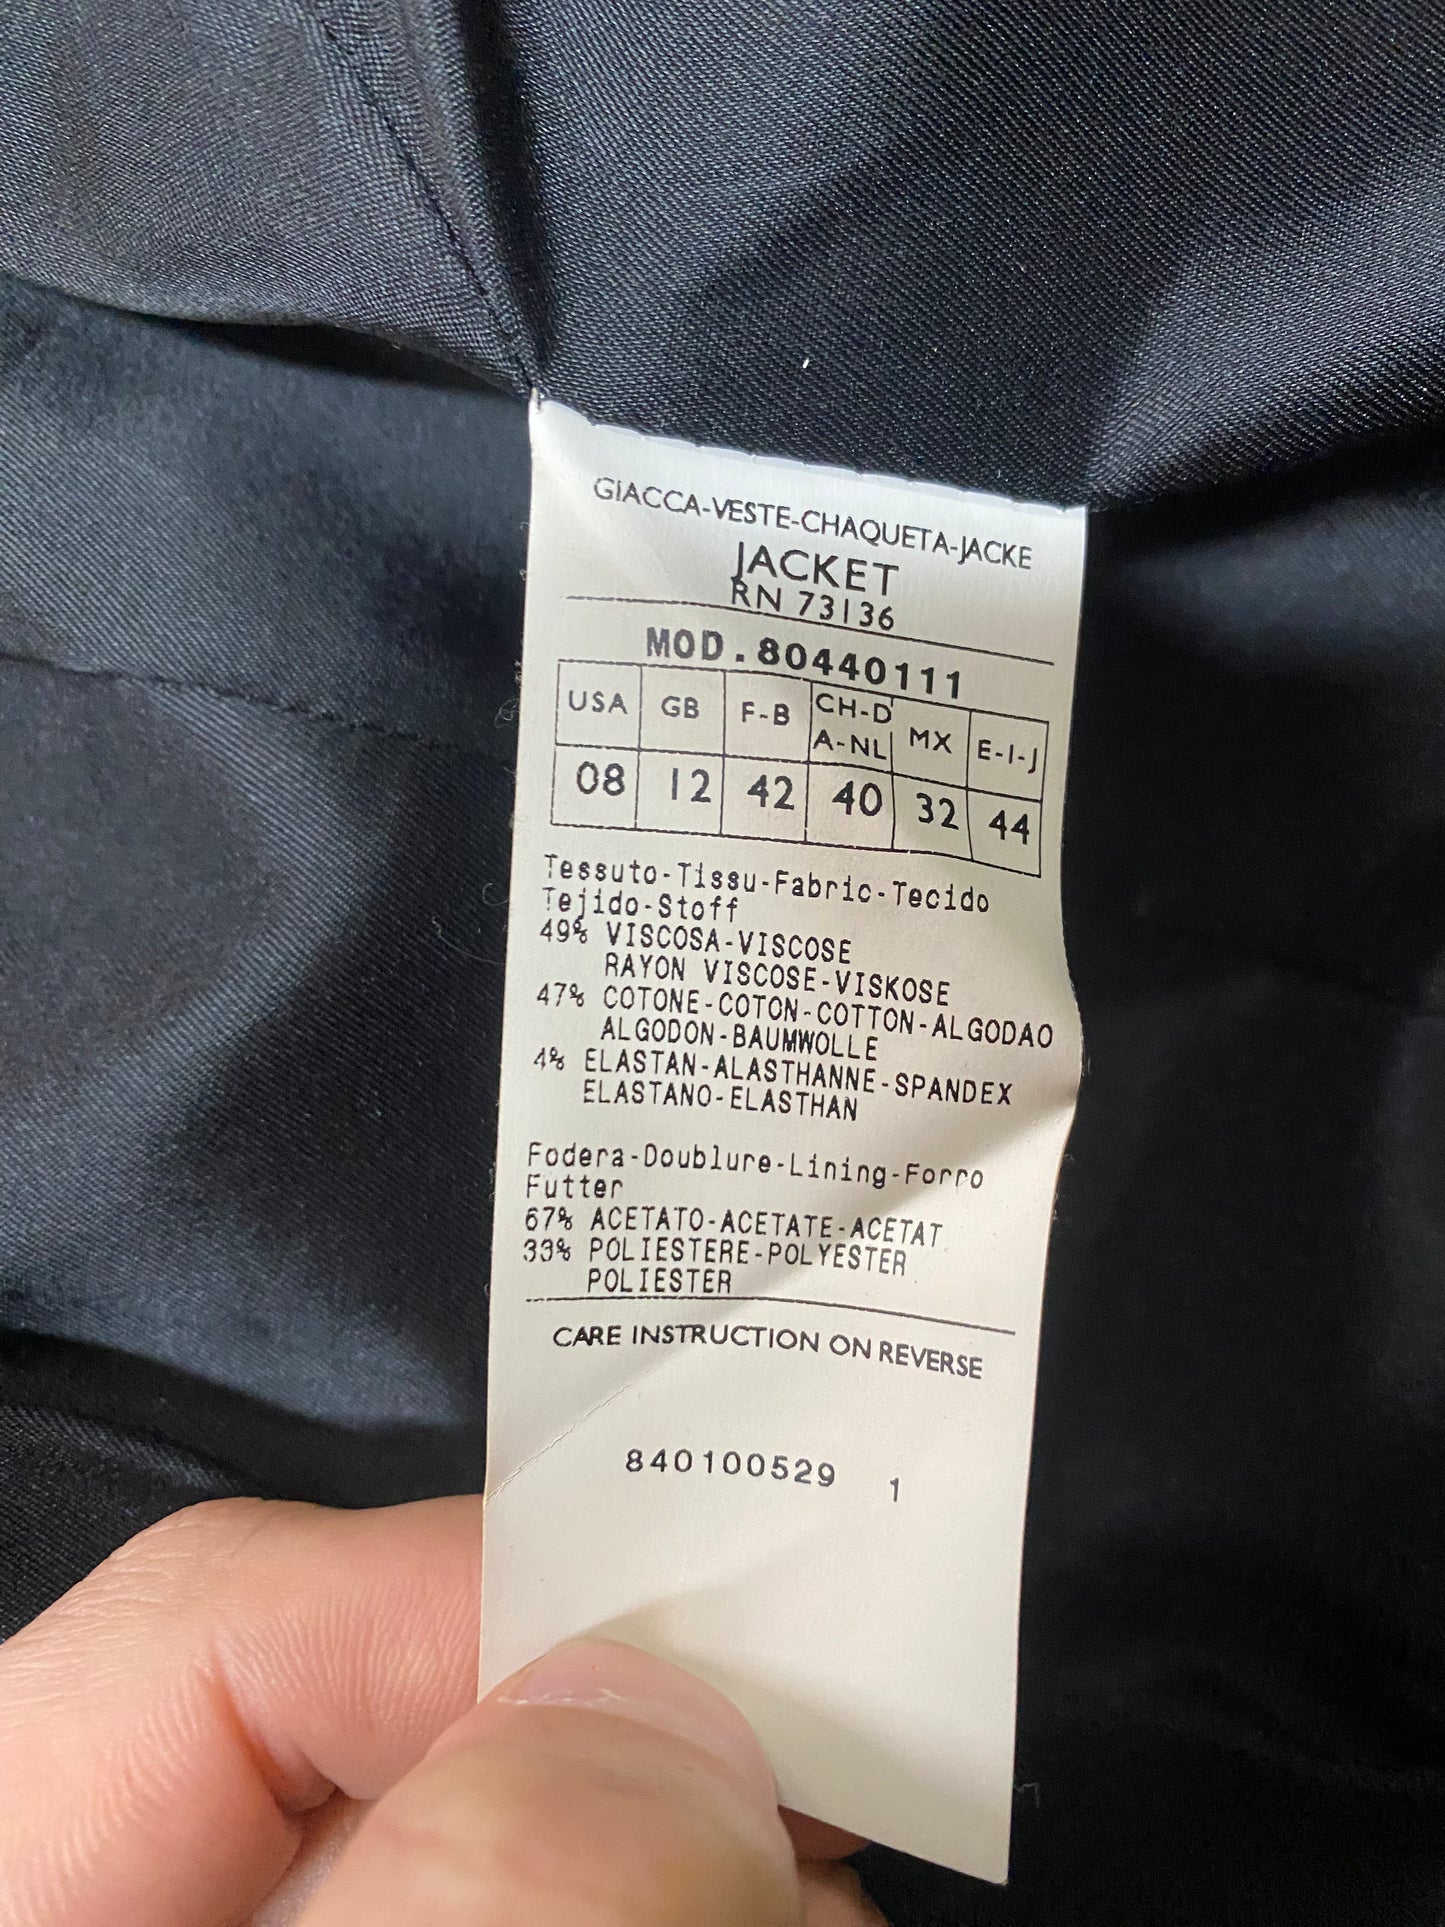 GIACCA-VESTE-CHAQUETA-JACKE
JACKET
RN 73136
MOD.80440111
USA GB F-B CH-D A-NL MX E-I-J
08 12 42 40 32 44
Tessuto-Tissu-Fabric-Tecido
Tejido-Stoff
49% VISCOSA-VISCOSE
RAYON VISCOSE-VISKOSE
47% COTONE-COTON-COTTON-ALGODAO
ALGODON-BAUMWOLLE
4% ELASTAN-ALASTHANNE-SPANDEX
ELASTANO-ELASTHAN
Fodera-Doublure-Lining-Forro
Futter
67% ACETATO-ACETATE-ACETAT
33% POLIESTERE-POLYESTER
POLIESTER
CARE INSTRUCTION ON REVERSE
840100529 1